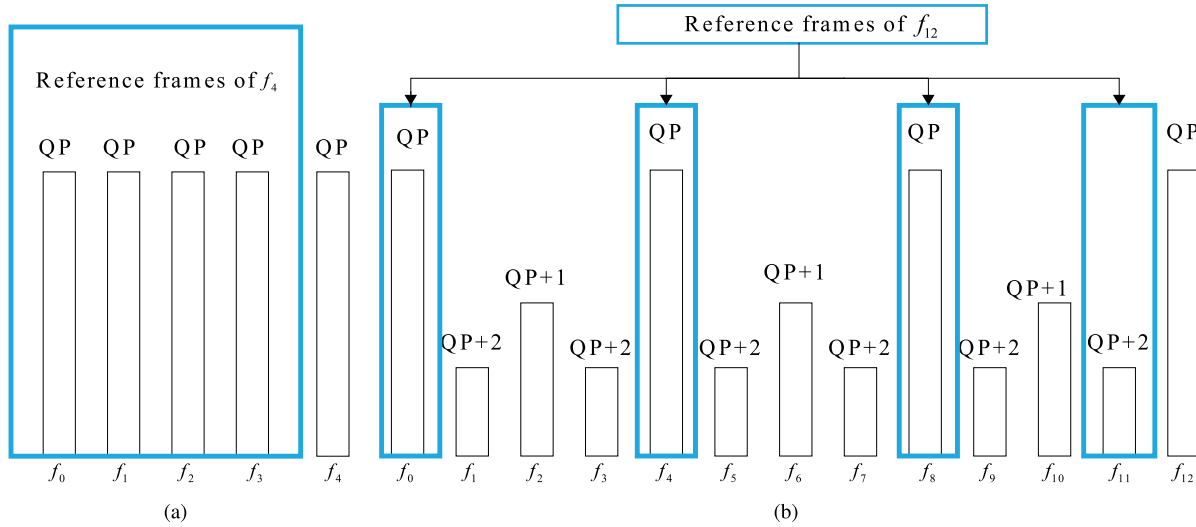 Reference frames of f₁₂
Reference frames of f₄
QP QP QP QP QP
QP QP QP QP
QP+1 QP+1 QP+1
QP+2 QP+2 QP+2 QP+2 QP+2 QP+2
f₀ f₁ f₂ f₃ f₄
f₀ f₁ f₂ f₃ f₄ f₅ f₆ f₇ f₈ f₉ f₁₀ f₁₁ f₁₂
(a)
(b)